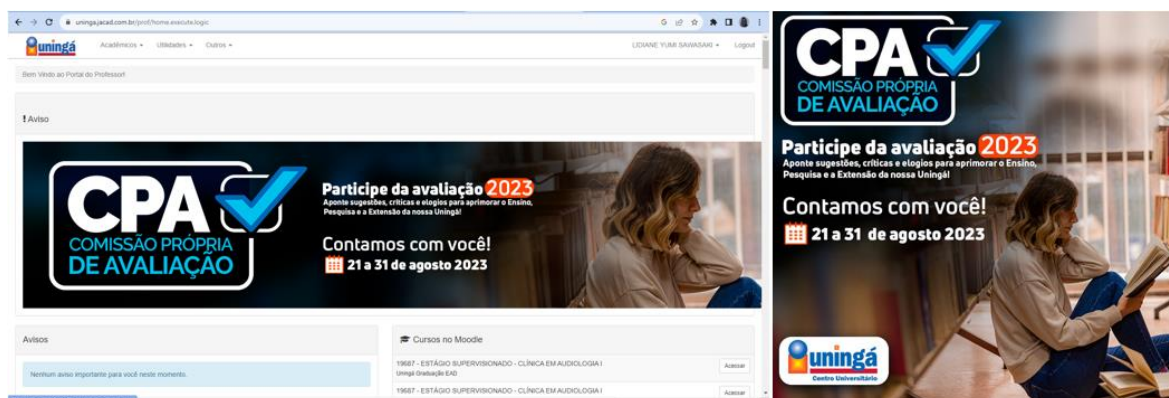 uninga.jacad.com.br/prof/home.execute.logic
uningá
Acadêmicos
Utilidades
Outros
LIDIANE YUMI SAWASAKI
Logout
Bem Vindo ao Portal do Professor!
! Aviso
CPA
COMISSÃO PRÓPRIA
DE AVALIAÇÃO
Participe da avaliação 2023
Aponte sugestões, críticas e elogios para aprimorar o Ensino,
Pesquisa e a Extensão da nossa Uningá!
Contamos com você!
21 a 31 de agosto 2023
Avisos
Nenhum aviso importante para você neste momento.
Cursos no Moodle
19687 - ESTÁGIO SUPERVISIONADO - CLÍNICA EM AUDIOLOGIA I
Uningá Graduação EAD
Acessar
19687 - ESTÁGIO SUPERVISIONADO - CLÍNICA EM AUDIOLOGIA I
Acessar
CPA
COMISSÃO PRÓPRIA
DE AVALIAÇÃO
Participe da avaliação 2023
Aponte sugestões, críticas e elogios para aprimorar o Ensino,
Pesquisa e a Extensão da nossa Uningá!
Contamos com você!
21 a 31 de agosto 2023
uningá
Centro Universitário